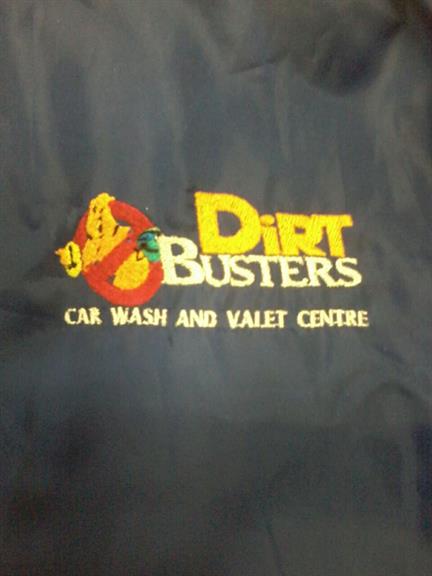 DiRT
BUSTERS
CAR WASH AND VALET CENTRE